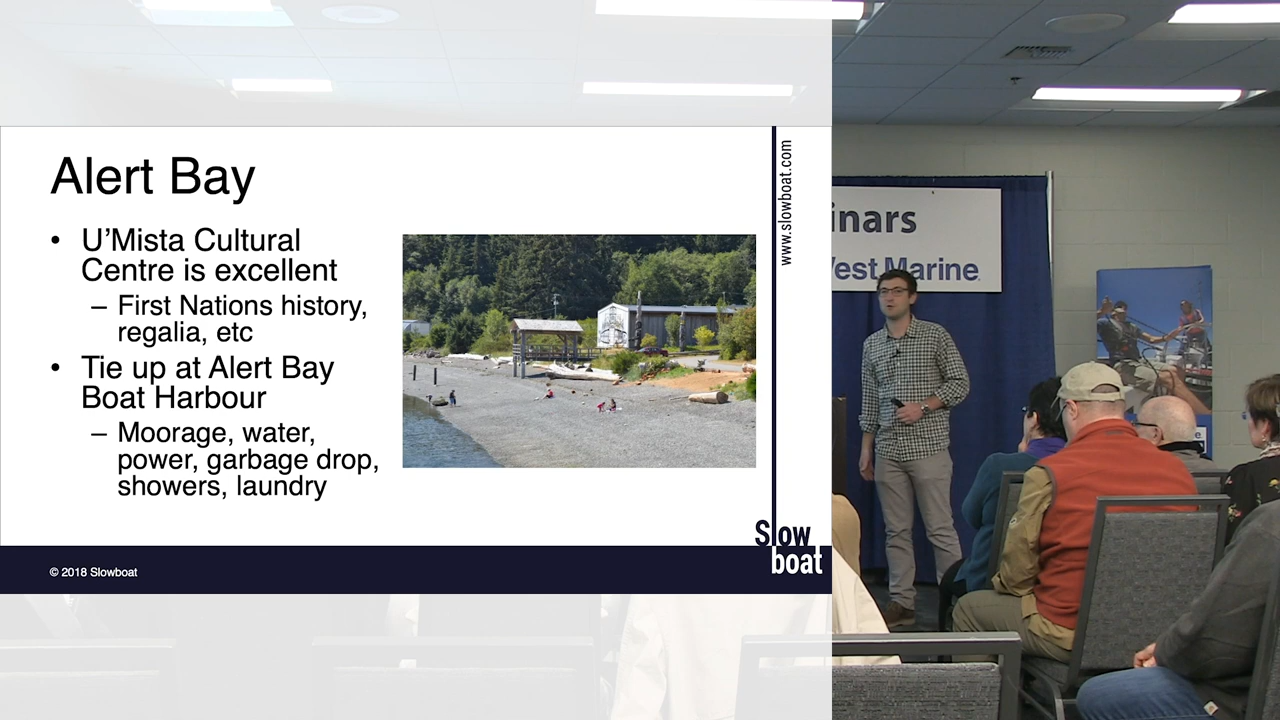 Alert Bay
• U’Mista Cultural
Centre is excellent
– First Nations history,
regalia, etc
• Tie up at Alert Bay
Boat Harbour
– Moorage, water,
power, garbage drop,
showers, laundry
www.slowboat.com
Slow
boat
© 2018 Slowboat
inars
West Marine